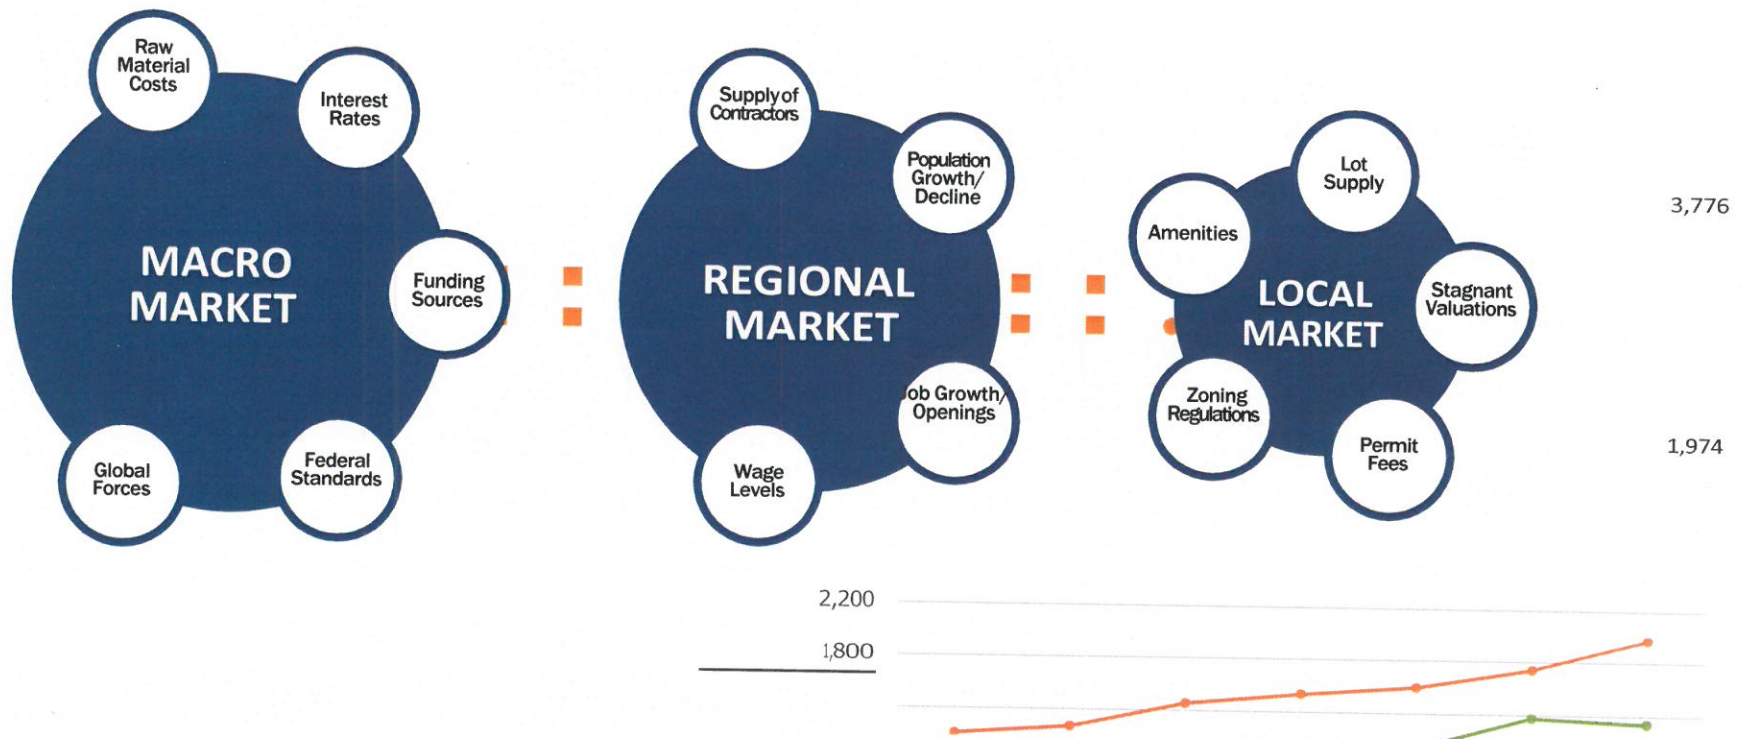 Raw
Material
Costs
Interest
Rates
Funding
Sources
MACRO
MARKET
Global
Forces
Federal
Standards
Supply of
Contractors
Population
Growth/
Decline
REGIONAL
MARKET
Job Growth/
Openings
Wage
Levels
Lot
Supply
Amenities
Stagnant
Valuations
LOCAL
MARKET
Zoning
Regulations
Permit
Fees
3,776
1,974
2,200
1,800